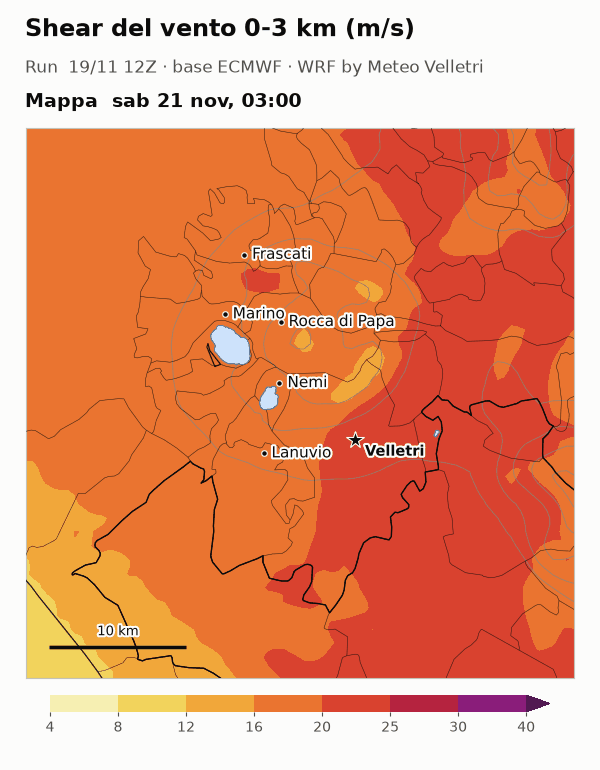 Shear del vento 0-3 km (m/s)
Run  19/11 12Z · base ECMWF · WRF by Meteo Velletri
Mappa  sab 21 nov, 03:00
Frascati
Marino
Rocca di Papa
Nemi
Velletri
Lanuvio
10 km
4 8 12 16 20 25 30 40